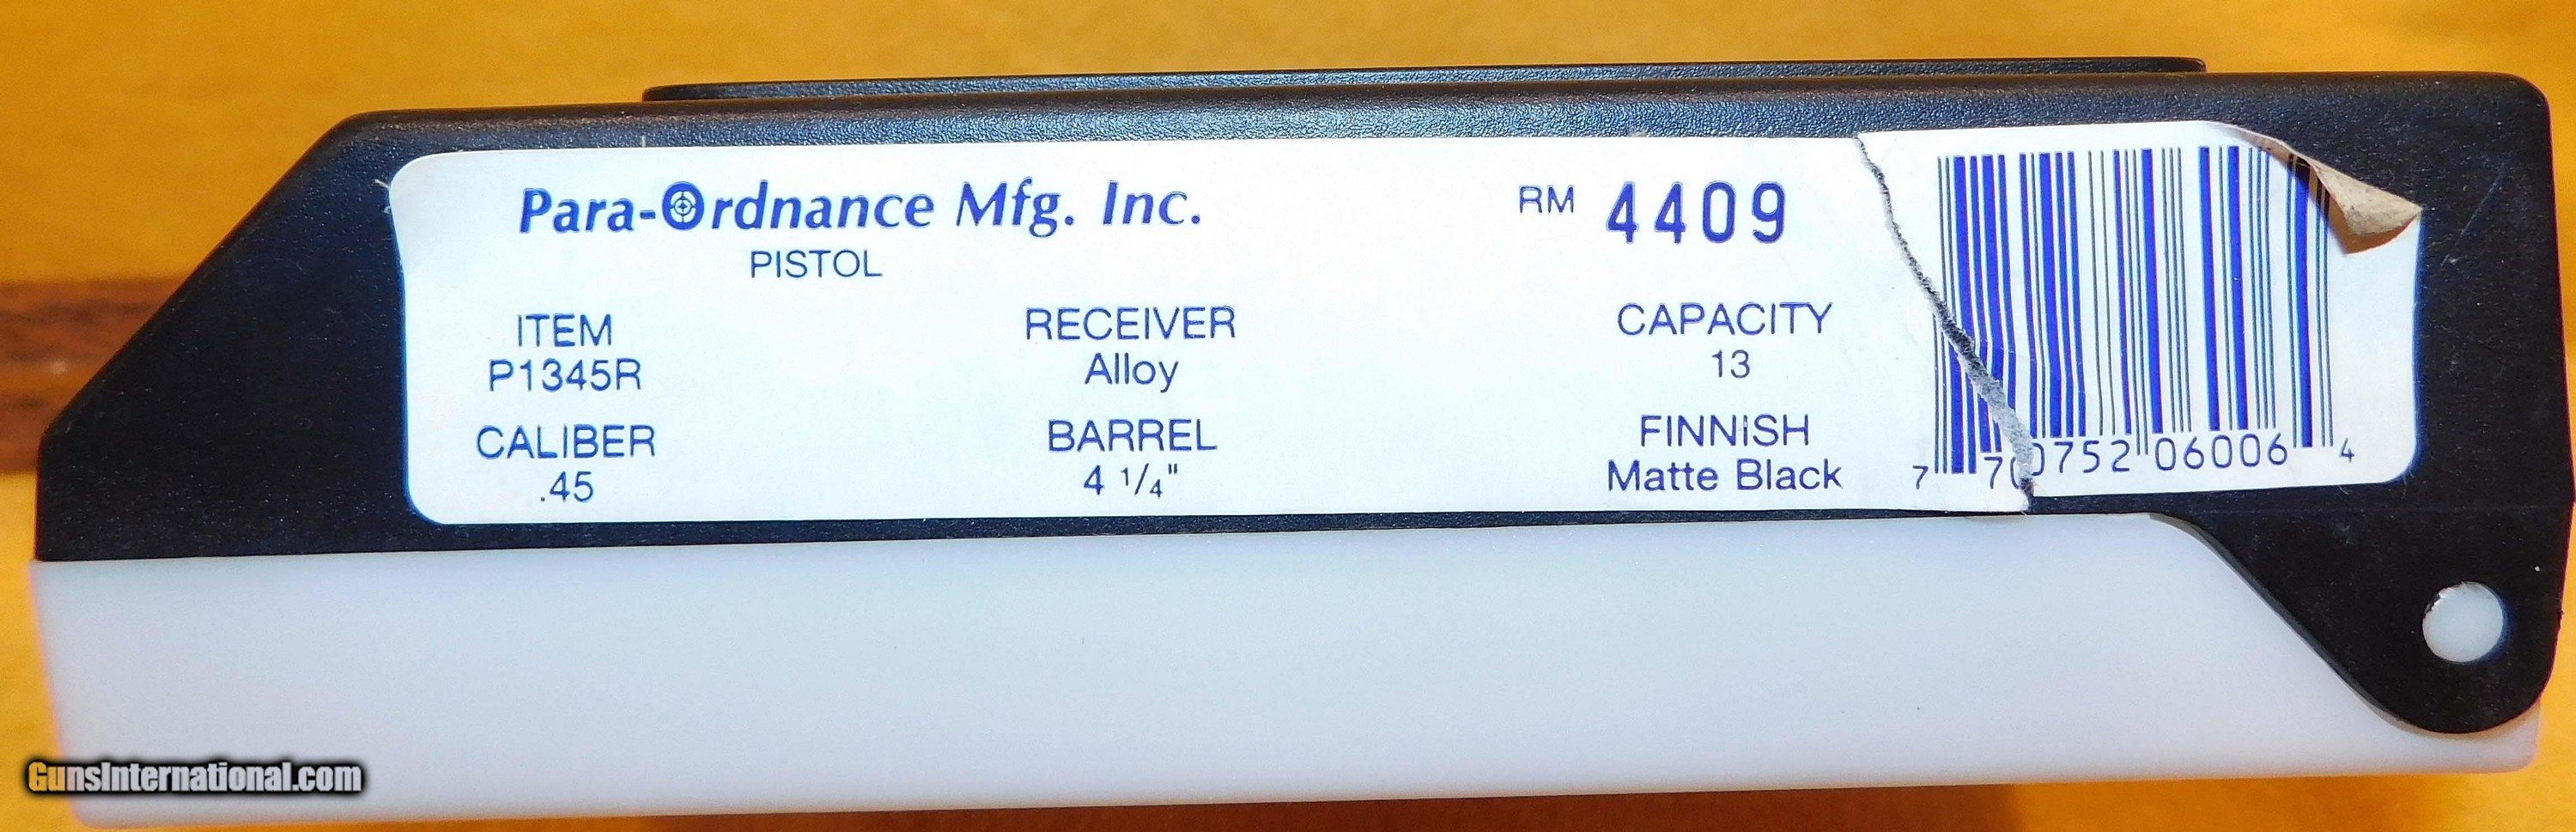 Para-Ordnance Mfg. Inc.
PISTOL
RM 4409
ITEM
P1345R
RECEIVER
Alloy
CAPACITY
13
CALIBER
.45
BARREL
4 1/4"
FINNiSH
Matte Black
7 70752 06006 4
GunsInternational.com